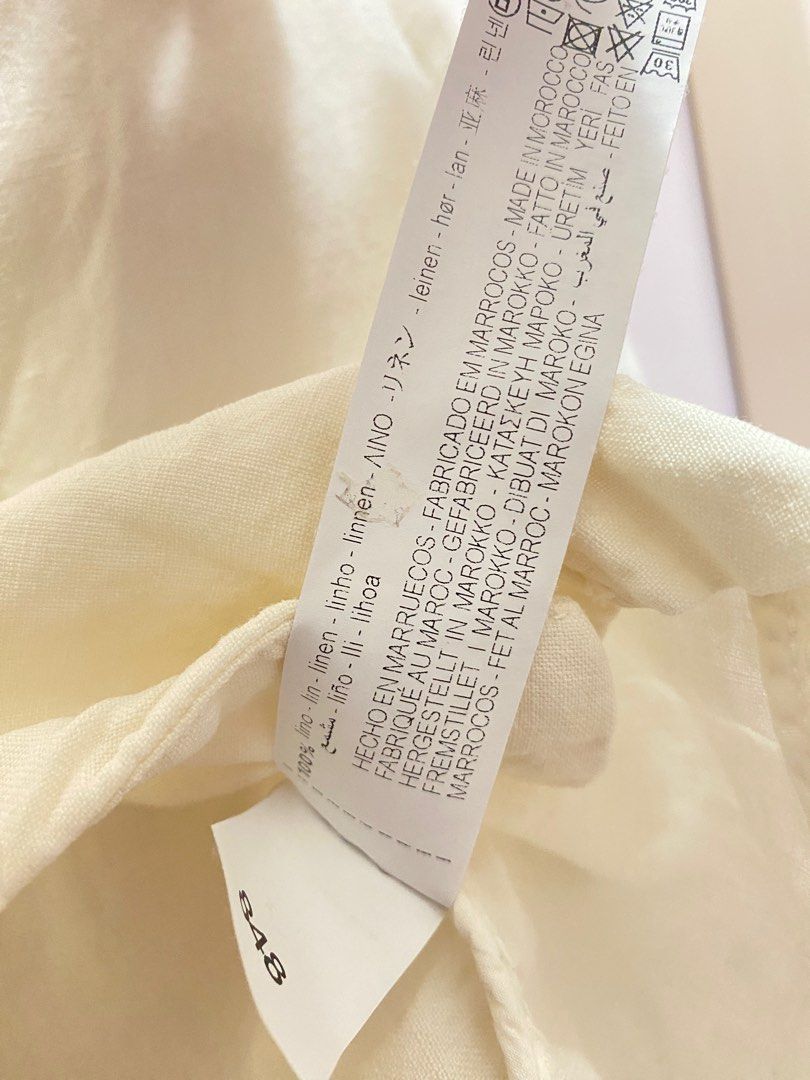 100% lino - lin - linen - linho - linnen - ΛΙΝΟ - リネン - leinen - hør - lan - 亚麻 - 린넨
- liño - lli - lihoa
HECHO EN MARRUECOS - FABRICADO EM MARROCOS - MADE IN MOROCCO
FABRIQUÉ AU MAROC - GEFABRICEERD IN MAROKKO - FATTO IN MAROCCO
HERGESTELLT IN MAROKKO - ΚΑΤΑΣΚΕΥΗ ΜΑΡΟΚΟ - ÜRETİM YERİ FAS
FREMSTILLET I MAROKKO - DIBUAT DI MAROKO - صنع في المغرب - FEITO EN
MARROCOS - FET AL MARROC - MAROKON EGINA
30
848